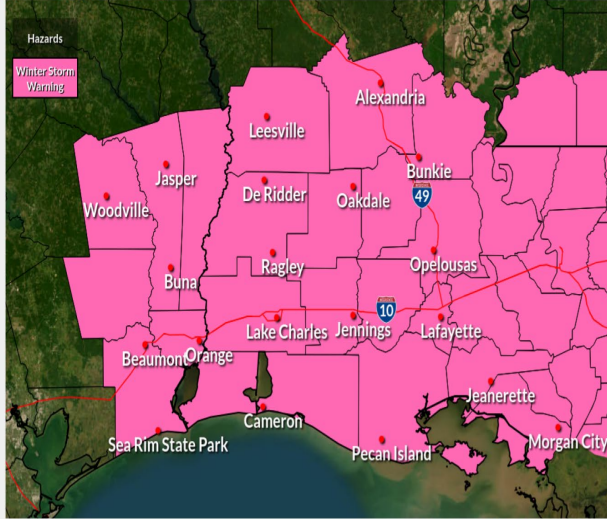 Hazards
Winter Storm
Warning
Alexandria
Leesville
Jasper
Bunkie
De Ridder
Oakdale
49
Woodville
Ragley
Opelousas
Buna
10
Lake Charles
Jennings
Lafayette
Beaumont
Orange
Jeanerette
Cameron
Sea Rim State Park
Morgan City
Pecan Island